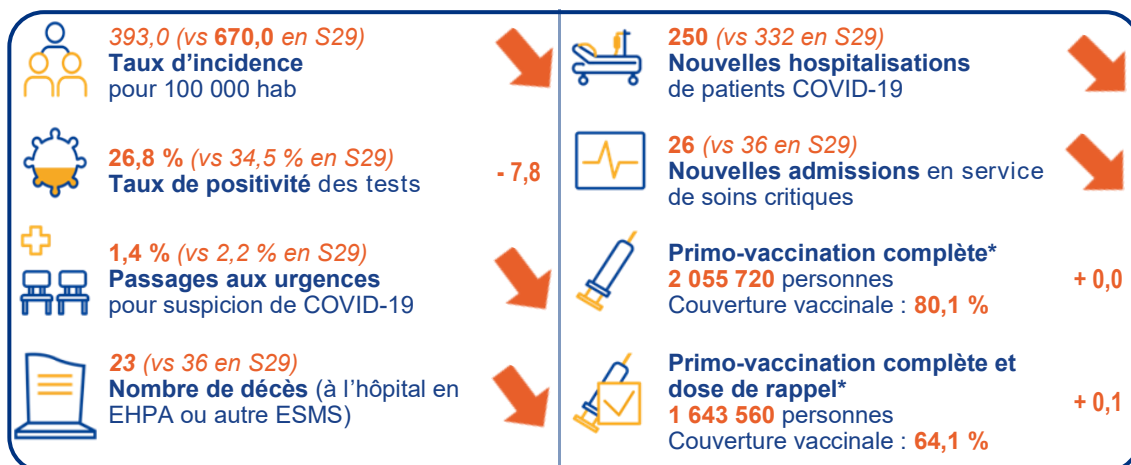 393,0 (vs 670,0 en S29)
Taux d'incidence
pour 100 000 hab
26,8 % (vs 34,5 % en S29)
Taux de positivité des tests
- 7,8
1,4 % (vs 2,2 % en S29)
Passages aux urgences
pour suspicion de COVID-19
23 (vs 36 en S29)
Nombre de décès (à l'hôpital en
EHPA ou autre ESMS)
250 (vs 332 en S29)
Nouvelles hospitalisations
de patients COVID-19
26 (vs 36 en S29)
Nouvelles admissions en service
de soins critiques
Primo-vaccination complète*
2 055 720 personnes
Couverture vaccinale : 80,1 %
+ 0,0
Primo-vaccination complète et
dose de rappel*
1 643 560 personnes
Couverture vaccinale : 64,1 %
+ 0,1